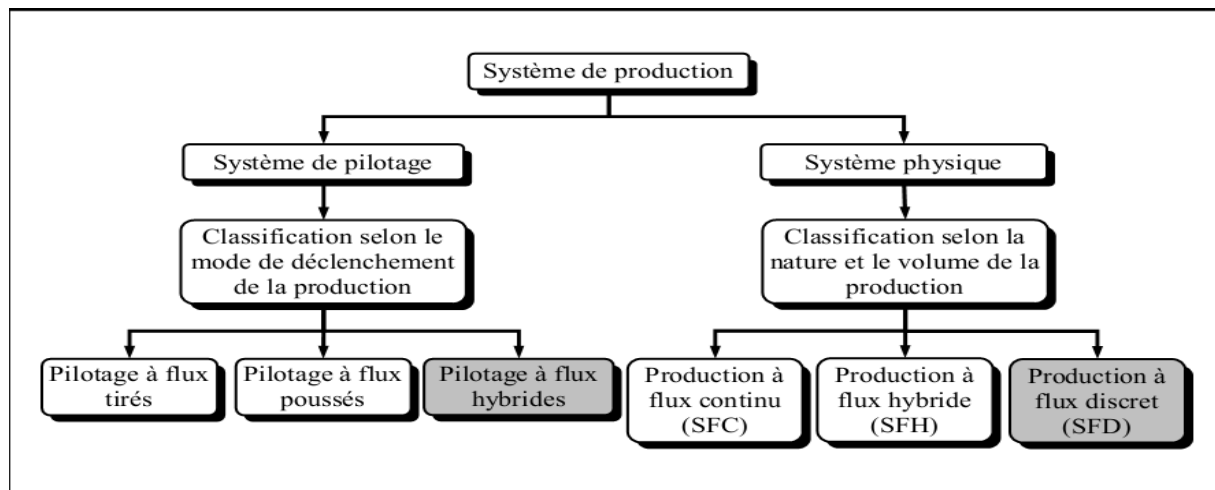 Système de production
Système de pilotage
Système physique
Classification selon le
mode de déclenchement
de la production
Classification selon la
nature et le volume de la
production
Pilotage à flux
tirés
Pilotage à flux
poussés
Pilotage à flux
hybrides
Production à
flux continu
(SFC)
Production à
flux hybride
(SFH)
Production à
flux discret
(SFD)